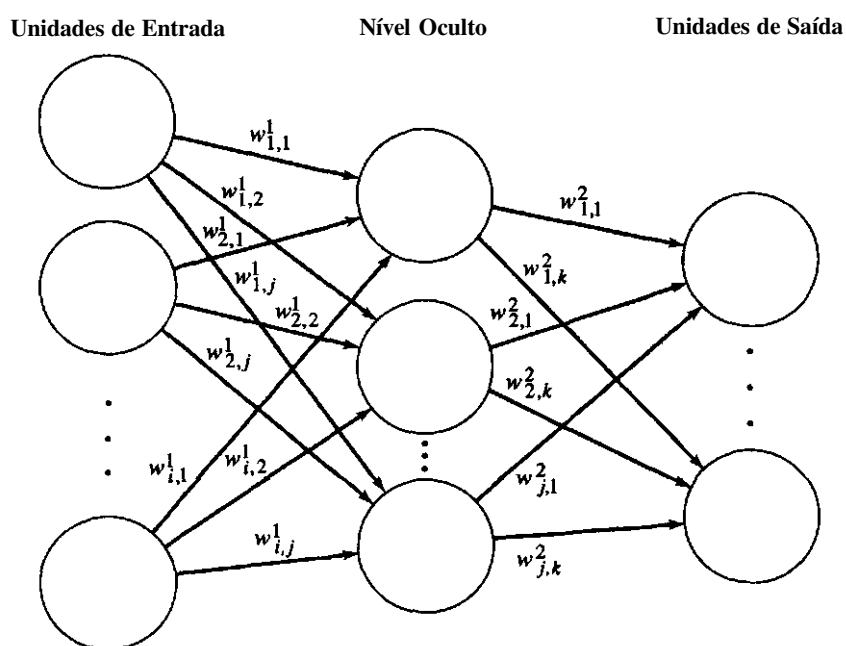 Unidades de Entrada
Nível Oculto
Unidades de Saída
w¹₁,₁
w¹₁,₂
w¹₂,₁
w¹₁,ⱼ
w¹₂,₂
w¹₂,ⱼ
w¹ᵢ,₁
w¹ᵢ,₂
w¹ᵢ,ⱼ
w²₁,₁
w²₁,ₖ
w²₂,₁
w²₂,ₖ
w²ⱼ,₁
w²ⱼ,ₖ